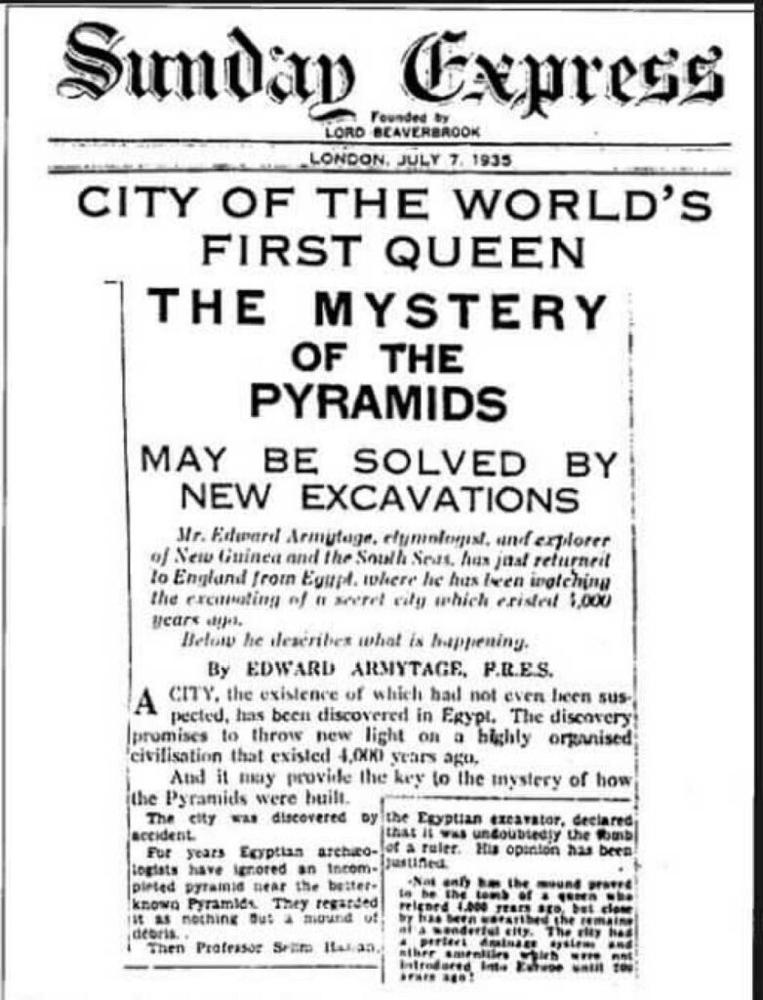 Sunday Express
Founded by
LORD BEAVERBROOK
LONDON, JULY 7, 1935
CITY OF THE WORLD'S
FIRST QUEEN
THE MYSTERY
OF THE
PYRAMIDS
MAY BE SOLVED BY
NEW EXCAVATIONS
Mr. Edward Armytage, etymologist, and explorer
of New Guinea and the South Seas, has just returned
to England from Egypt, where he has been watching
the excavating of a secret city which existed 4,000
years ago.
Below he describes what is happening.
By EDWARD ARMYTAGE, F.R.E.S.
A CITY, the existence of which had not even been sus-
pected, has been discovered in Egypt. The discovery
promises to throw new light on a highly organised
civilisation that existed 4,000 years ago.
And it may provide the key to the mystery of how
the Pyramids were built.
The city was discovered by
accident.
For years Egyptian archæo-
logists have ignored an incom-
pleted pyramid near the better-
known Pyramids. They regarded
it as nothing but a mound of
debris.
Then Professor Selim Hassan,
the Egyptian excavator, declared
that it was undoubtedly the tomb
of a ruler. His opinion has been
justified.
Not only has the mound proved
to be the tomb of a queen who
reigned 4,000 years ago, but close
by has been unearthed the remains
of a wonderful city. The city had
a perfect drainage system and
other amenities which were not
introduced into Europe until 200
years ago!